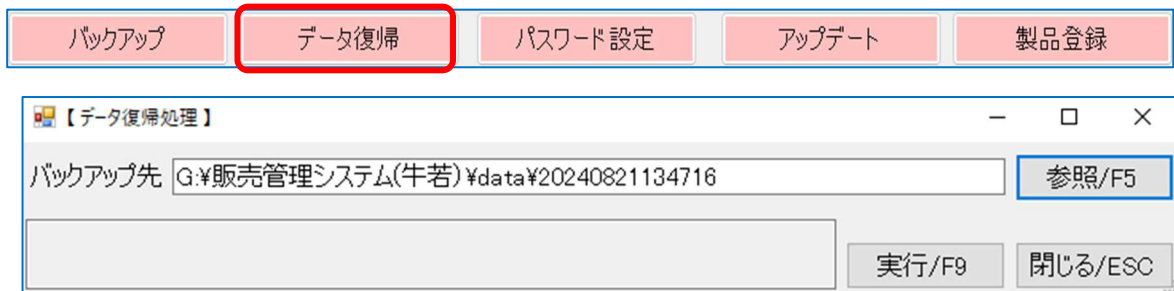 バックアップ データ復帰 パスワード設定 アップデート 製品登録
【データ復帰処理】
バックアップ先 G:¥販売管理システム(牛若)¥data¥20240821134716 参照/F5
実行/F9 閉じる/ESC